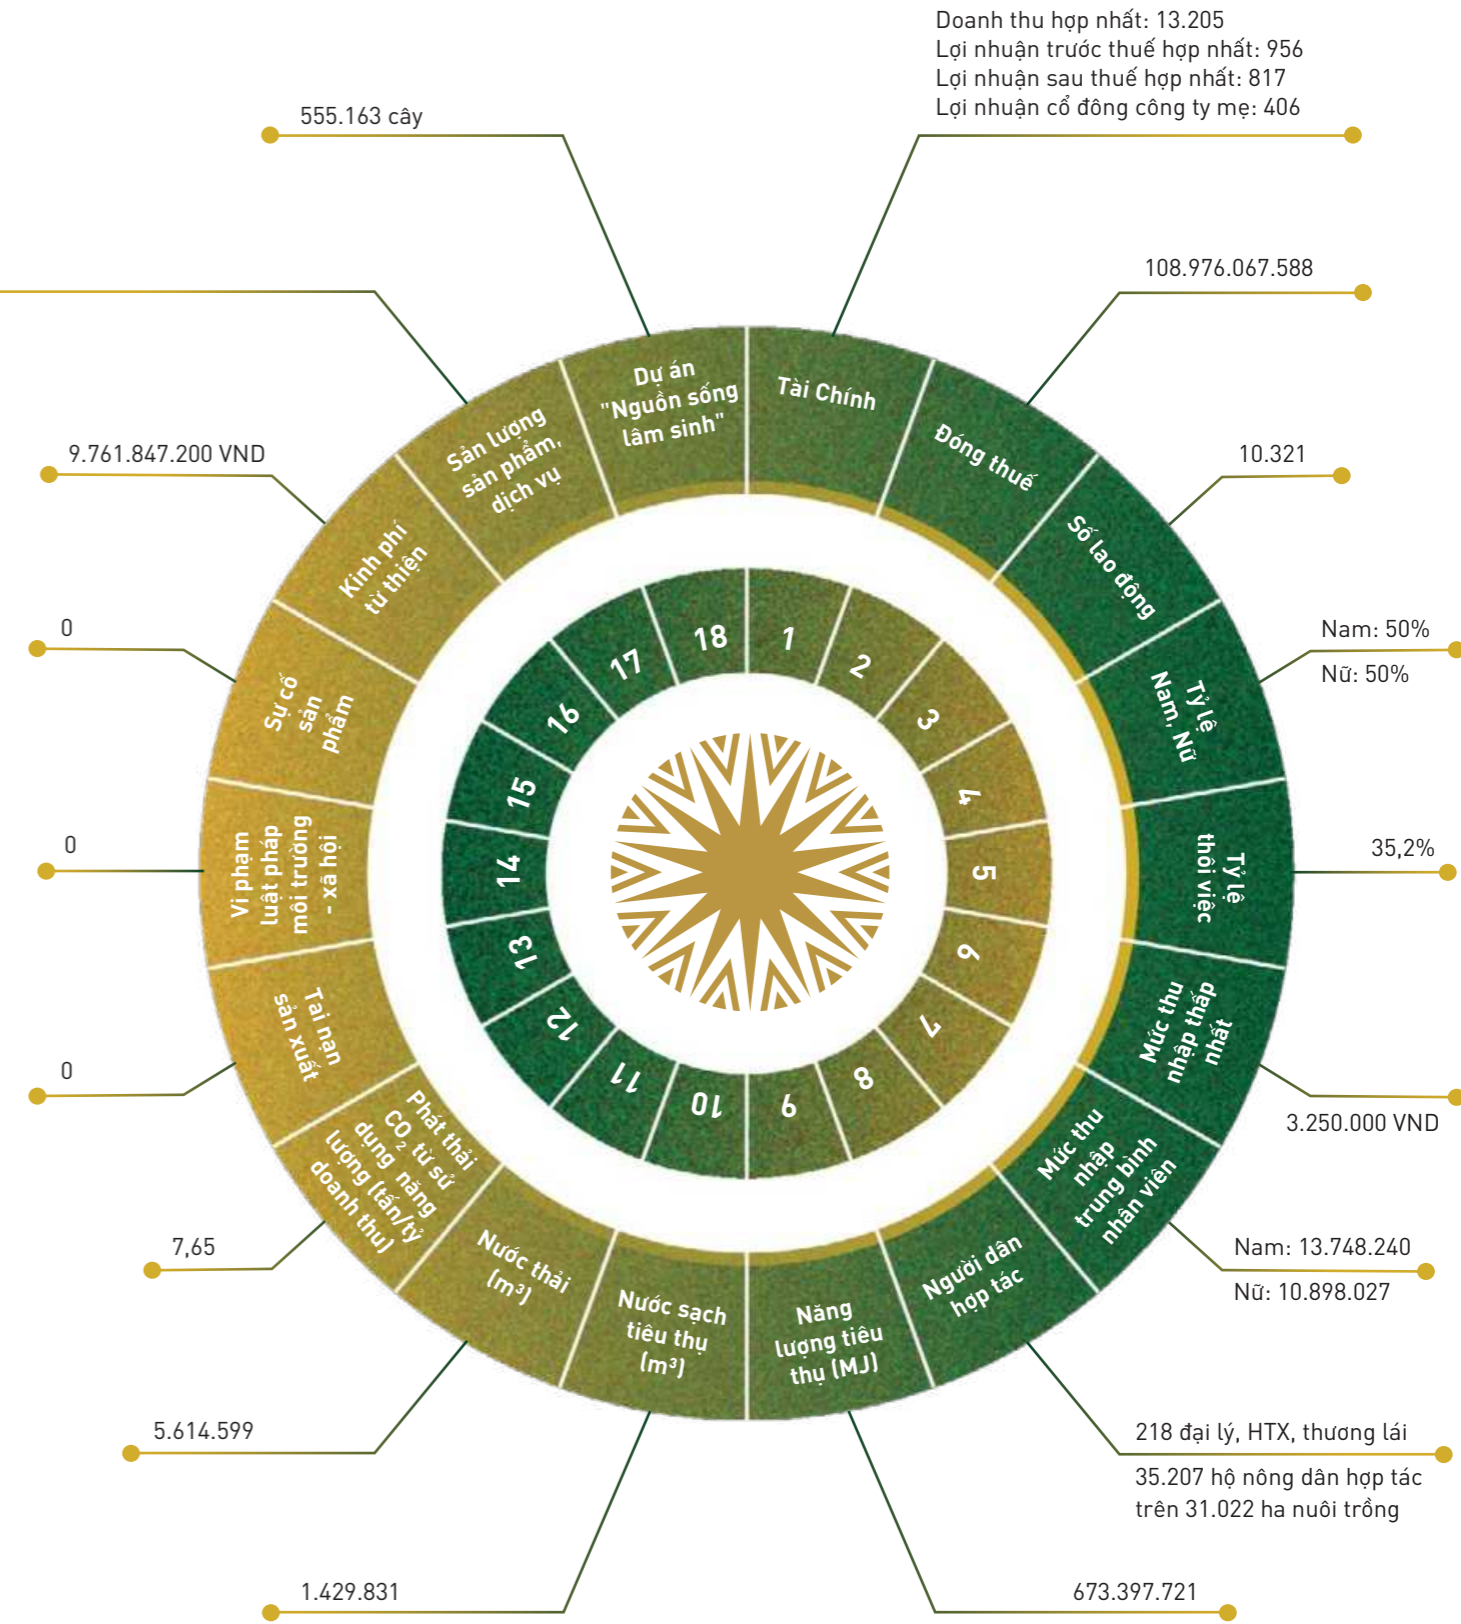 Doanh thu hợp nhất: 13.205
Lợi nhuận trước thuế hợp nhất: 956
Lợi nhuận sau thuế hợp nhất: 817
Lợi nhuận cổ đông công ty mẹ: 406
555.163 cây
108.976.067.588
9.761.847.200 VND
10.321
0
Nam: 50%
Nữ: 50%
0
35,2%
0
3.250.000 VND
7,65
Nam: 13.748.240
Nữ: 10.898.027
5.614.599
218 đại lý, HTX, thương lái
35.207 hộ nông dân hợp tác
trên 31.022 ha nuôi trồng
1.429.831
673.397.721
Tài Chính
Đóng thuế
Số lao động
Tỷ lệ
Nam, Nữ
Tỷ lệ
thôi việc
Mức thu
nhập thấp
nhất
Mức thu
nhập
trung bình
nhân viên
Người dân
hợp tác
Năng
lượng tiêu
thụ (MJ)
Nước sạch
tiêu thụ
(m³)
Nước thải
(m³)
Phát thải
CO₂ từ sử
dụng năng
lượng (tấn/tỷ
doanh thu)
Tai nạn
sản xuất
Vi phạm
luật pháp
môi trường
- xã hội
Sự cố
sản
phẩm
Kinh phí
từ thiện
Sản lượng
sản phẩm,
dịch vụ
Dự án
"Nguồn sống
lâm sinh"
1
2
3
4
5
6
7
8
9
10
11
12
13
14
15
16
17
18